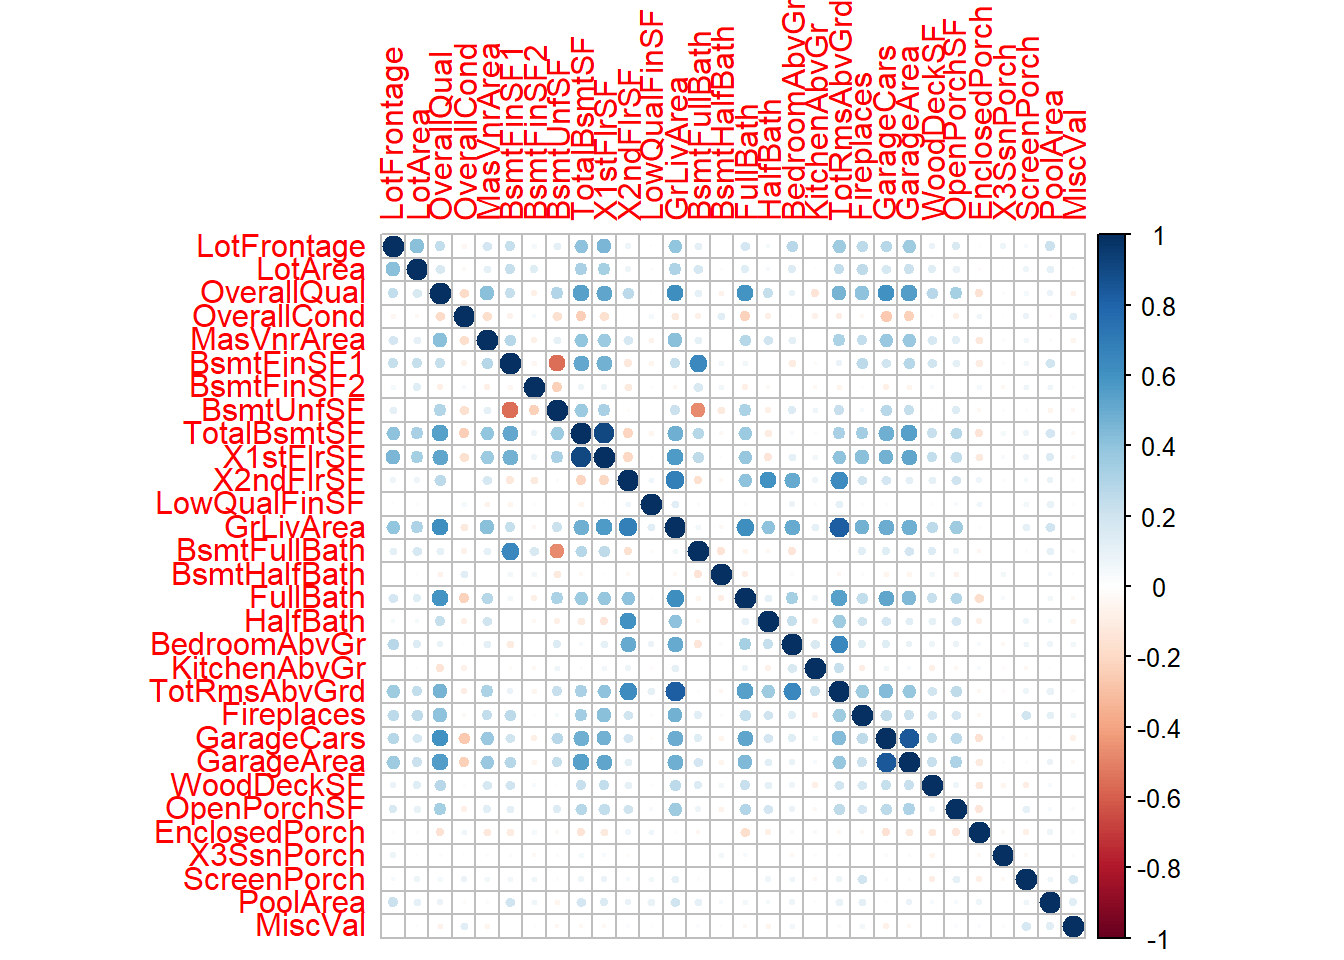 LotFrontage
LotArea
OverallQual
OverallCond
MasVnrArea
BsmtFinSF1
BsmtFinSF2
BsmtUnfSF
TotalBsmtSF
X1stFlrSF
X2ndFlrSF
LowQualFinSF
GrLivArea
BsmtFullBath
BsmtHalfBath
FullBath
HalfBath
BedroomAbvGr
KitchenAbvGr
TotRmsAbvGrd
Fireplaces
GarageCars
GarageArea
WoodDeckSF
OpenPorchSF
EnclosedPorch
X3SsnPorch
ScreenPorch
PoolArea
MiscVal
LotFrontage
LotArea
OverallQual
OverallCond
MasVnrArea
BsmtFinSF1
BsmtFinSF2
BsmtUnfSF
TotalBsmtSF
X1stFlrSF
X2ndFlrSF
LowQualFinSF
GrLivArea
BsmtFullBath
BsmtHalfBath
FullBath
HalfBath
BedroomAbvGr
KitchenAbvGr
TotRmsAbvGrd
Fireplaces
GarageCars
GarageArea
WoodDeckSF
OpenPorchSF
EnclosedPorch
X3SsnPorch
ScreenPorch
PoolArea
MiscVal
1
0.8
0.6
0.4
0.2
0
-0.2
-0.4
-0.6
-0.8
-1